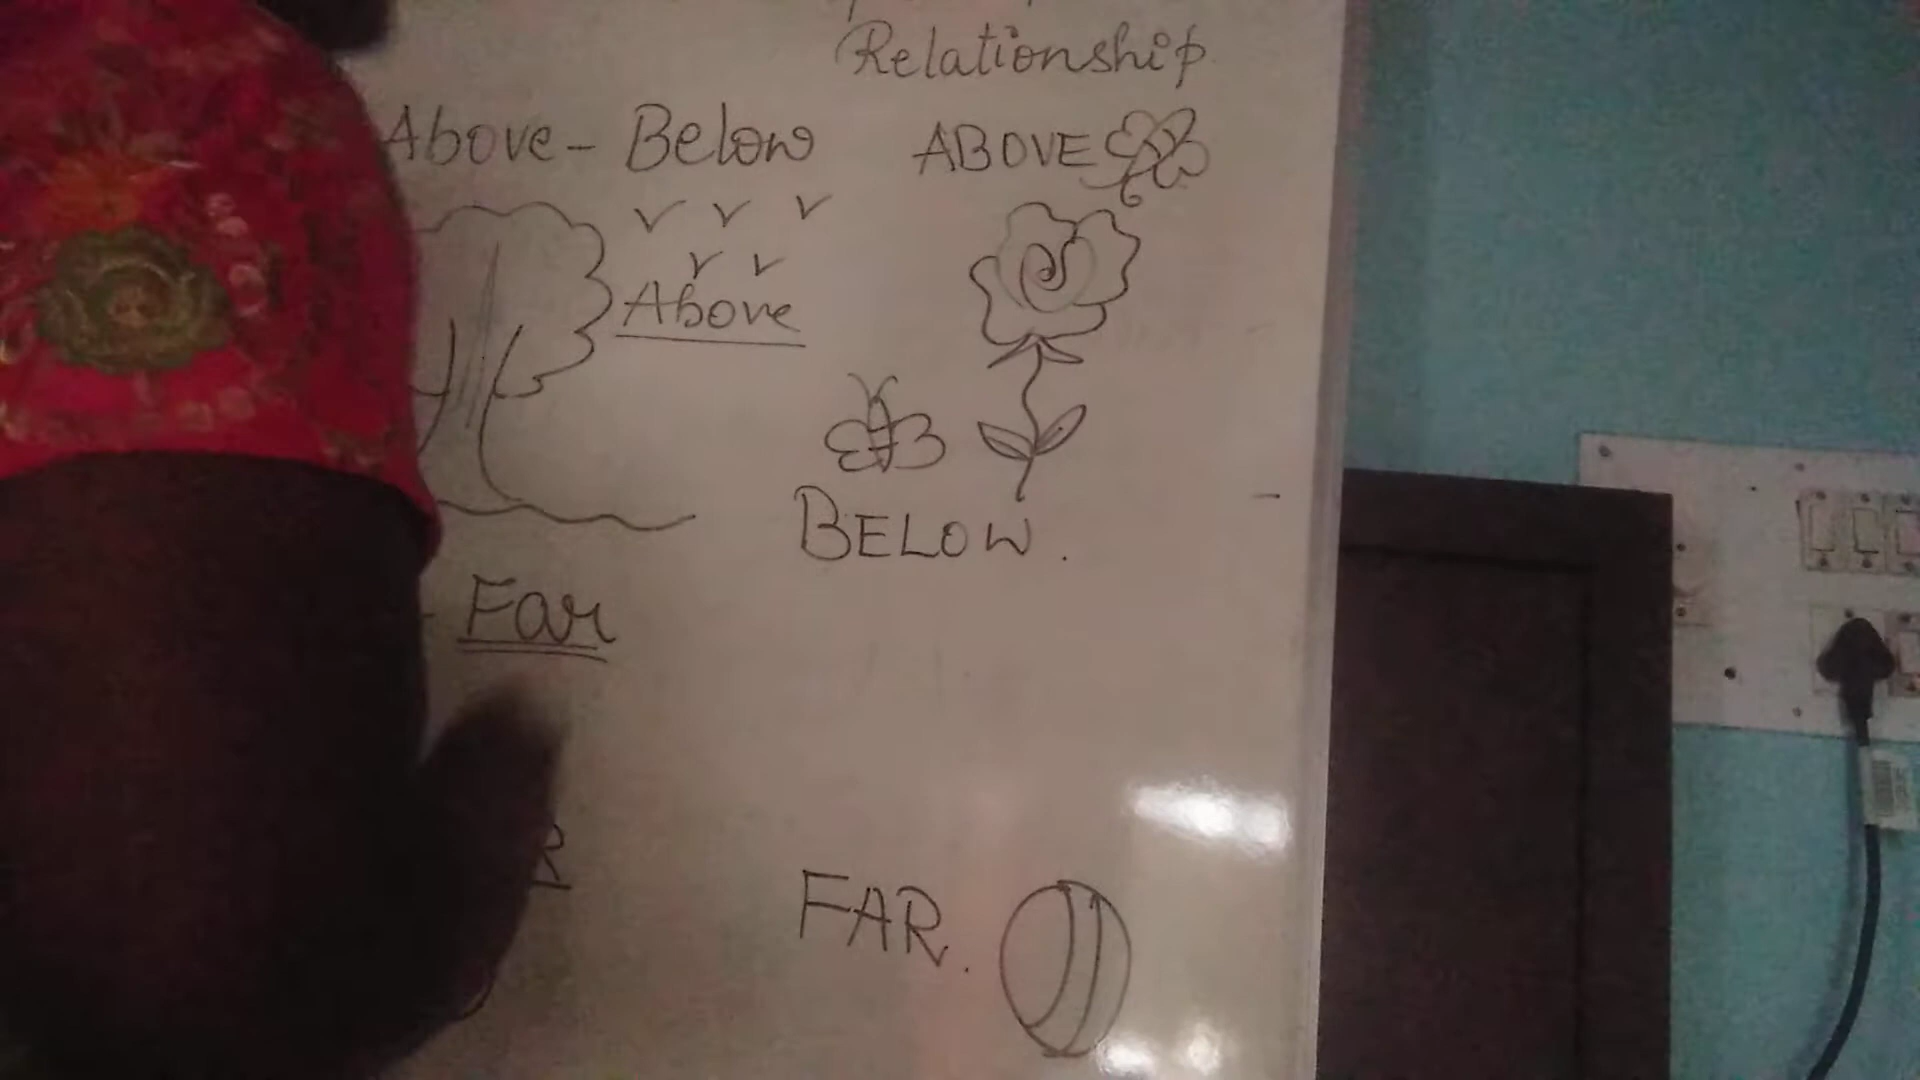 Relationship
Above - Below
ABOVE
Above
BELOW.
- Far
R
FAR.